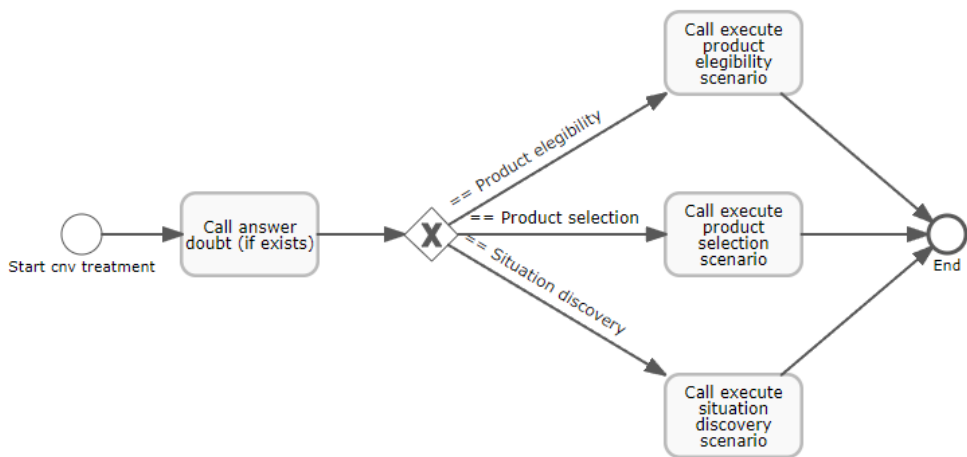 Call execute
product
elegibility
scenario
== Product elegibility
Call answer
doubt (if exists)
X
== Product selection
Call execute
product
selection
scenario
Start cnv treatment
End
== Situation discovery
Call execute
situation
discovery
scenario